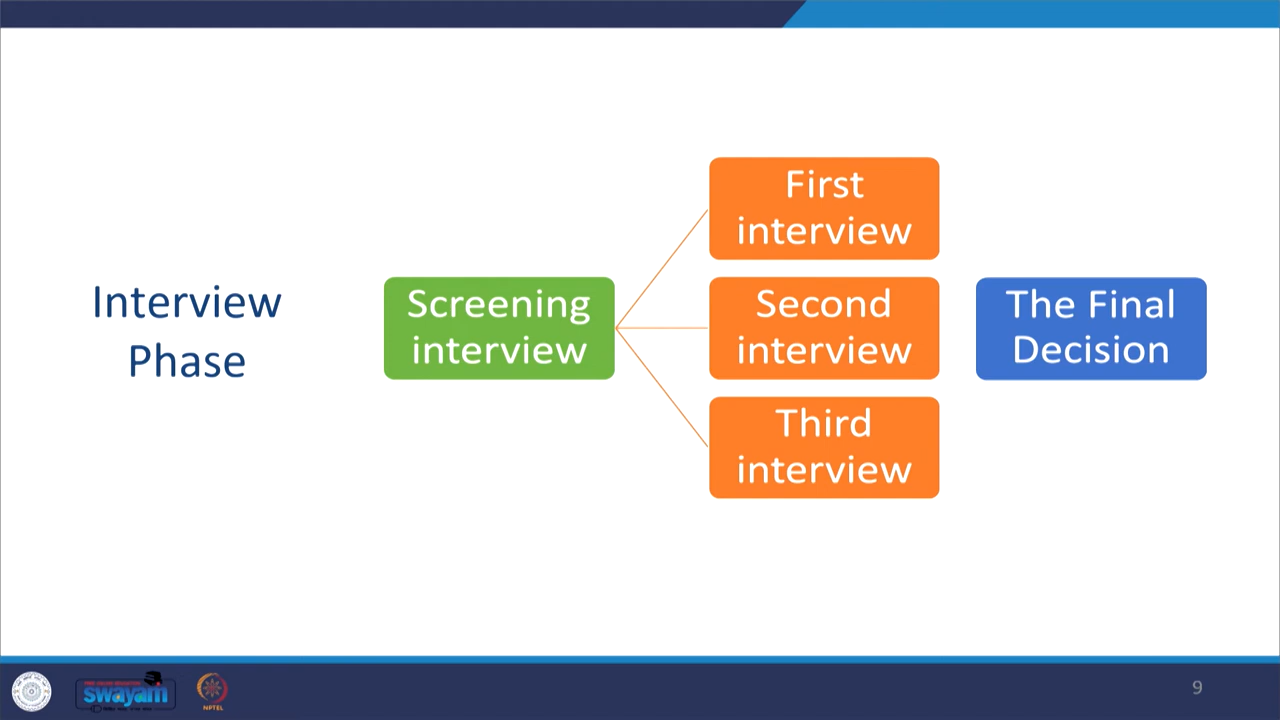 Interview
Phase
Screening
interview
First
interview
Second
interview
Third
interview
The Final
Decision
swayam
NPTEL
9